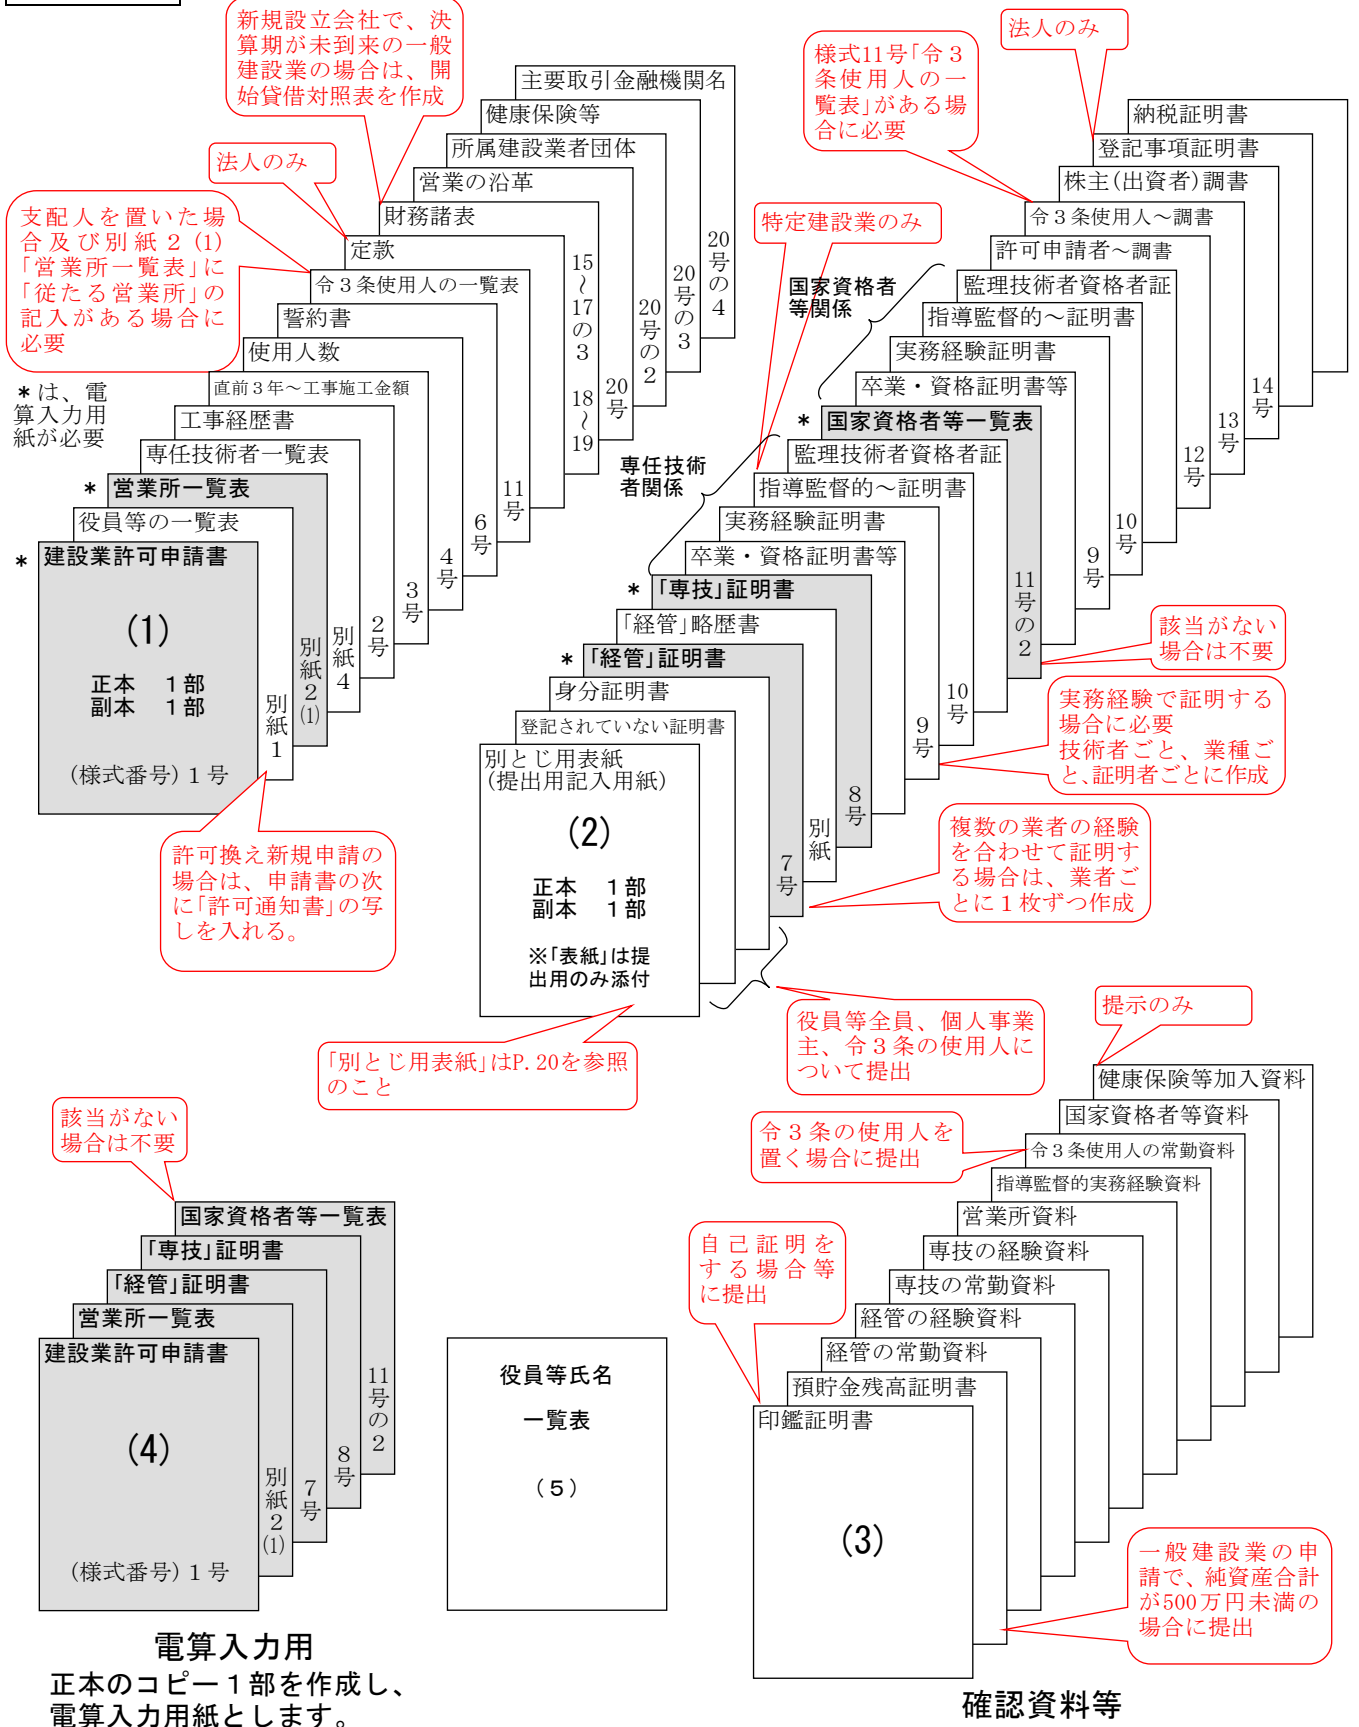 新規設立会社で、決
算期が未到来の一般
建設業の場合は、開
始貸借対照表を作成
法人のみ
支配人を置いた場
合及び別紙２(1)
「営業所一覧表」に
「従たる営業所」の
記入がある場合に
必要
*は、電
算入力用
紙が必要
主要取引金融機関名
20号の4
健康保険等
20号の3
所属建設業者団体
20号の2
営業の沿革
20号
財務諸表
15～17の3 18～19
定款
令３条使用人の一覧表
11号
誓約書
6号
使用人数
4号
直前３年～工事施工金額
3号
工事経歴書
2号
専任技術者一覧表
別紙4
* 営業所一覧表
別紙2(1)
役員等の一覧表
別紙1
* 建設業許可申請書
(1)
正本　１部
副本　１部
(様式番号)１号
許可換え新規申請の
場合は、申請書の次
に「許可通知書」の写
しを入れる。
法人のみ
様式11号「令３
条使用人の一
覧表」がある場
合に必要
特定建設業のみ
国家資格者
等関係
専任技術
者関係
納税証明書
登記事項証明書
株主(出資者)調書
14号
令３条使用人～調書
13号
許可申請者～調書
12号
監理技術者資格者証
指導監督的～証明書
10号
実務経験証明書
9号
卒業・資格証明書等
* 国家資格者等一覧表
11号の2
監理技術者資格者証
指導監督的～証明書
10号
実務経験証明書
9号
卒業・資格証明書等
* 「専技」証明書
8号
「経管」略歴書
別紙
* 「経管」証明書
7号
身分証明書
登記されていない証明書
別とじ用表紙
(提出用記入用紙)
(2)
正本　１部
副本　１部
※「表紙」は提
出用のみ添付
該当がない
場合は不要
実務経験で証明する
場合に必要
技術者ごと、業種ご
と、証明者ごとに作成
複数の業者の経験
を合わせて証明す
る場合は、業者ご
とに１枚ずつ作成
役員等全員、個人事業
主、令３条の使用人に
ついて提出
「別とじ用表紙」はP.20を参照
のこと
該当がない
場合は不要
国家資格者等一覧表
11号の2
「専技」証明書
8号
「経管」証明書
7号
営業所一覧表
別紙2(1)
建設業許可申請書
(4)
(様式番号)１号
電算入力用
正本のコピー１部を作成し、
電算入力用紙とします。
役員等氏名
一覧表
（５）
提示のみ
令３条の使用人を
置く場合に提出
自己証明を
する場合等
に提出
健康保険等加入資料
国家資格者等資料
令３条使用人の常勤資料
指導監督的実務経験資料
営業所資料
専技の経験資料
専技の常勤資料
経管の経験資料
経管の常勤資料
預貯金残高証明書
印鑑証明書
(3)
一般建設業の申
請で、純資産合計
が500万円未満の
場合に提出
確認資料等